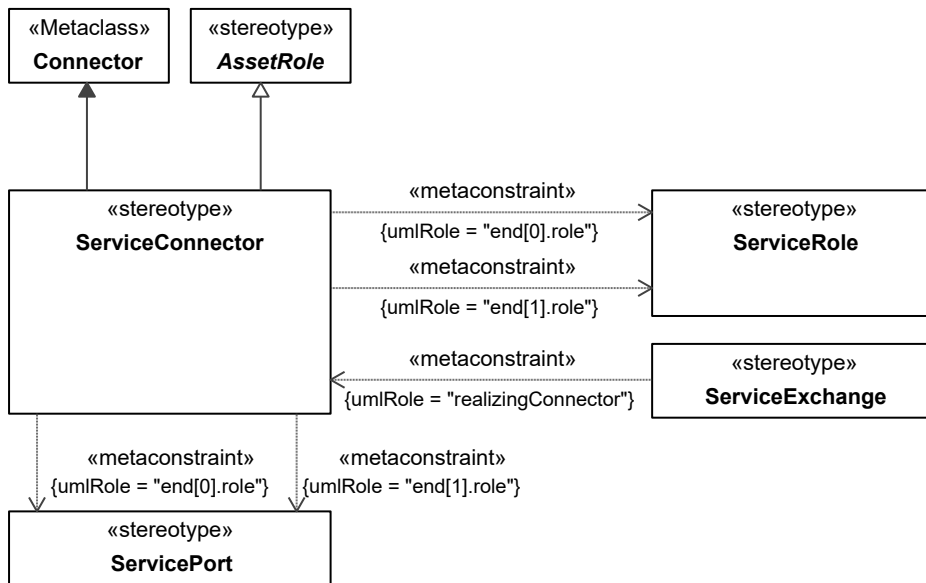 «Metaclass»
Connector
«stereotype»
AssetRole
«stereotype»
ServiceConnector
«metaconstraint»
{umlRole = "end[0].role"}
«metaconstraint»
{umlRole = "end[1].role"}
«stereotype»
ServiceRole
«metaconstraint»
{umlRole = "realizingConnector"}
«stereotype»
ServiceExchange
«metaconstraint»
{umlRole = "end[0].role"}
«metaconstraint»
{umlRole = "end[1].role"}
«stereotype»
ServicePort